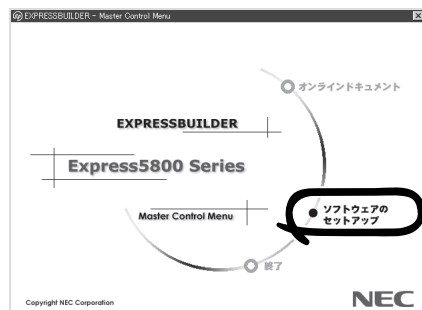 EXPRESSBUILDER - Master Control Menu
オンラインドキュメント
EXPRESSBUILDER
Express5800 Series
Master Control Menu
ソフトウェアの
セットアップ
終了
Copyright NEC Corporation
NEC